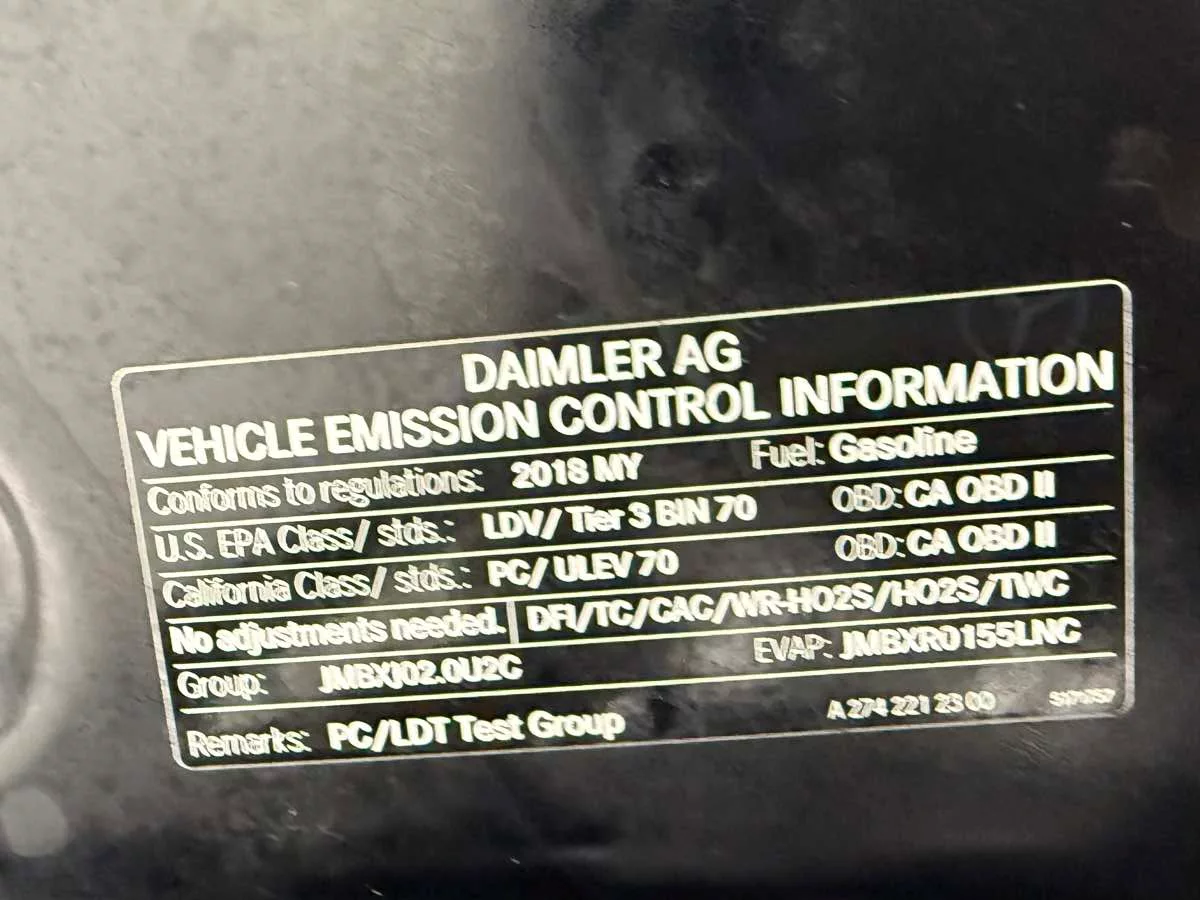 DAIMLER AG
VEHICLE EMISSION CONTROL INFORMATION
Conforms to regulations: 2018 MY Fuel: Gasoline
U.S. EPA Class/ stds.: LDV/ Tier 3 BIN 70 OBD: CA OBD II
California Class/ stds.: PC/ ULEV 70 OBD: CA OBD II
No adjustments needed. DFI/TC/CAC/WR-HO2S/HO2S/TWC
Group: JMBXJ02.0U2C EVAP: JMBXR0155LNC
Remarks: PC/LDT Test Group A 274 221 23 00